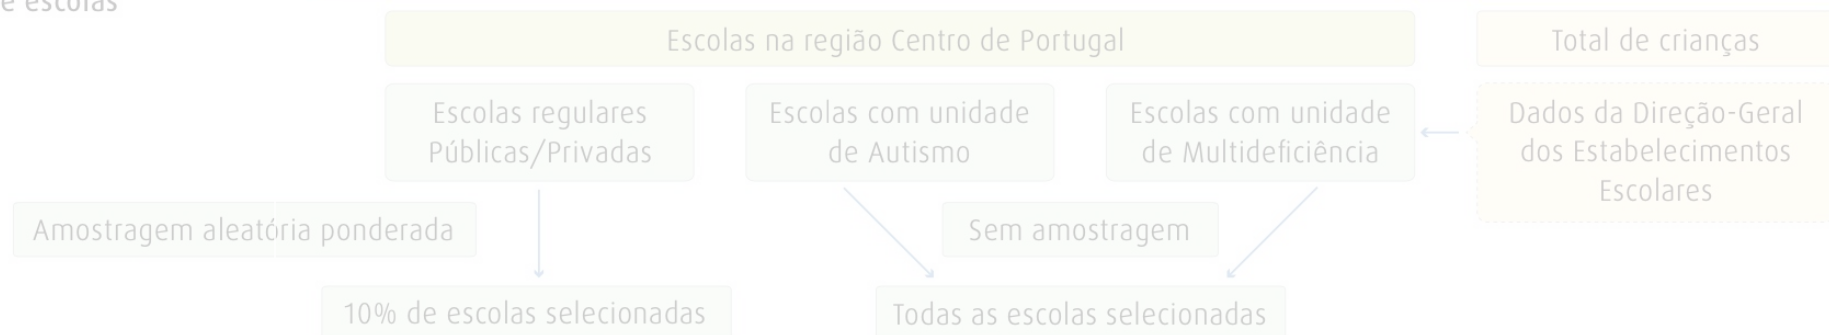 e escolas
Escolas na região Centro de Portugal
Total de crianças
Escolas regulares
Públicas/Privadas
Escolas com unidade
de Autismo
Escolas com unidade
de Multideficiência
Dados da Direção-Geral
dos Estabelecimentos
Escolares
Amostragem aleatória ponderada
Sem amostragem
10% de escolas selecionadas
Todas as escolas selecionadas